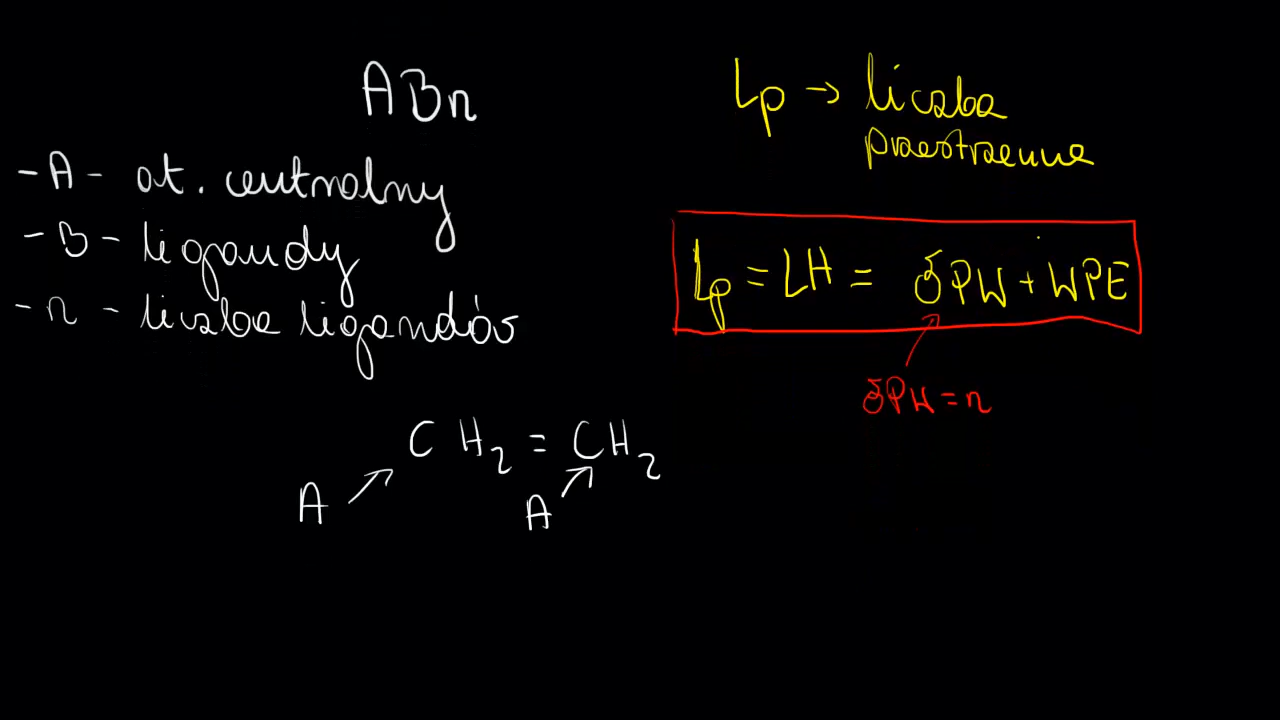 ABn
- A - at. centralny
- B - ligandy
- n - liczba ligandów
CH2 = CH2
A A
Lp → liczba
przestrzenna
Lp = LH = σPW + WPE
σPW = n